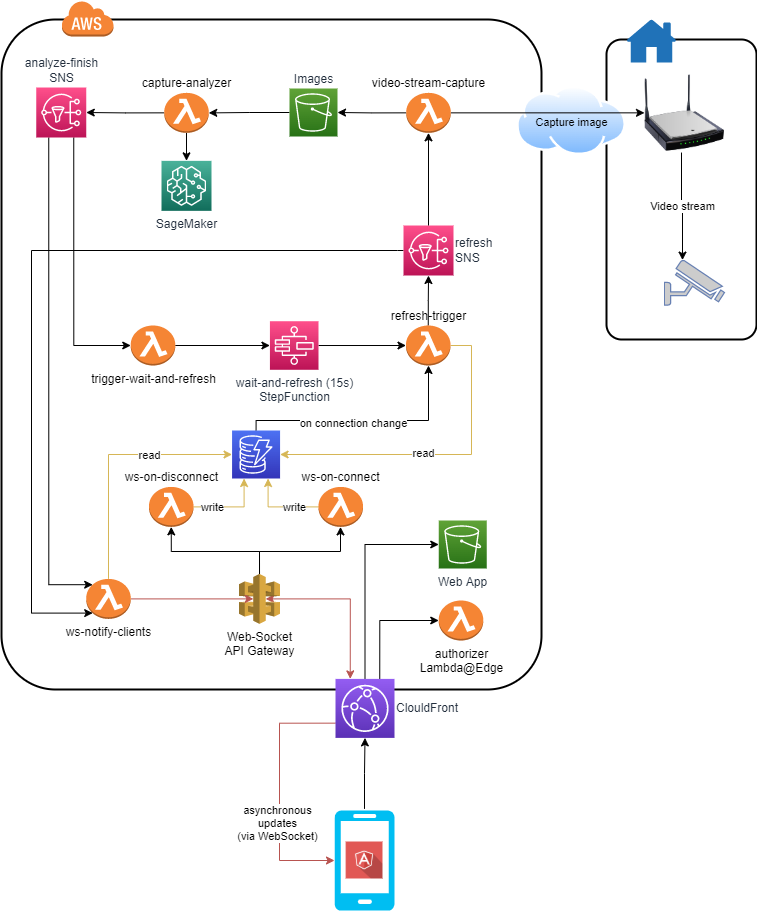 AWS
analyze-finish
SNS
capture-analyzer
Images
video-stream-capture
Capture image
Video stream
SageMaker
refresh
SNS
refresh-trigger
trigger-wait-and-refresh
wait-and-refresh (15s)
StepFunction
on connection change
read
read
ws-on-disconnect
ws-on-connect
write
write
Web App
ws-notify-clients
Web-Socket
API Gateway
authorizer
Lambda@Edge
ClouldFront
asynchronous
updates
(via WebSocket)
A